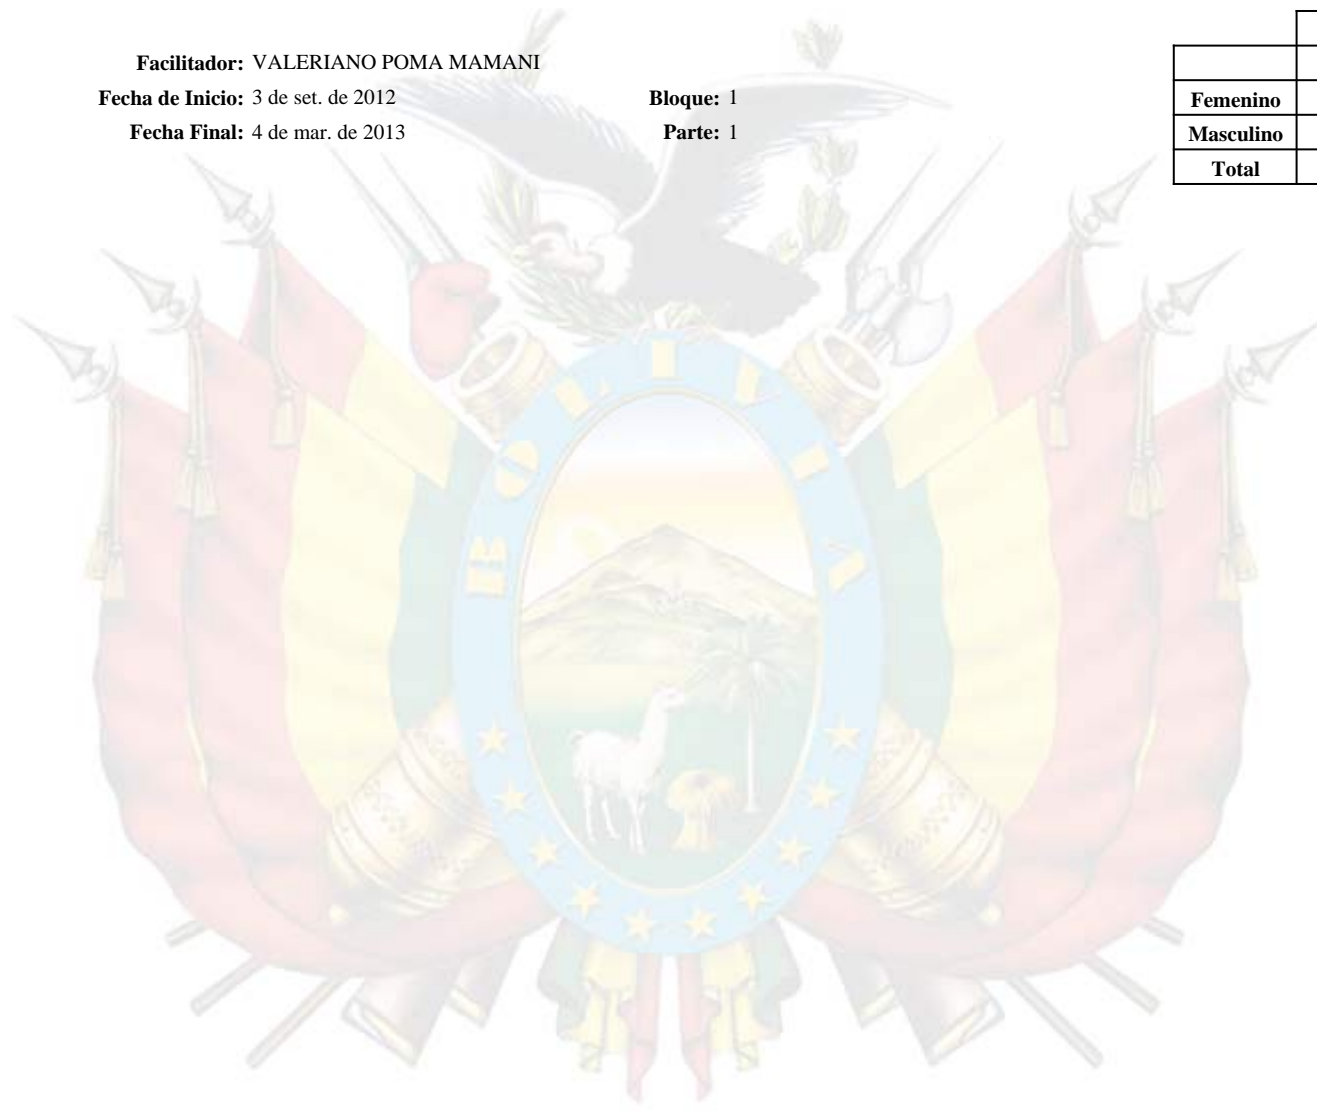 Facilitador: VALERIANO POMA MAMANI
Fecha de Inicio: 3 de set. de 2012 Bloque: 1
Fecha Final: 4 de mar. de 2013 Parte: 1
Femenino
Masculino
Total
BOLIVIA